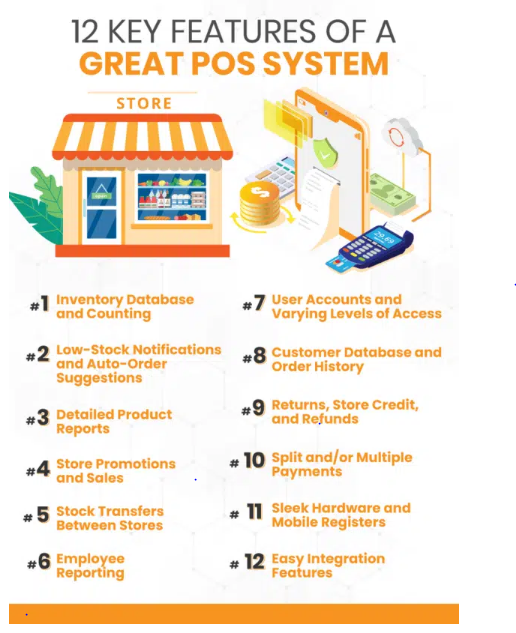 12 KEY FEATURES OF A
GREAT POS SYSTEM
STORE
#1 Inventory Database
and Counting
#2 Low-Stock Notifications
and Auto-Order
Suggestions
#3 Detailed Product
Reports
#4 Store Promotions
and Sales
#5 Stock Transfers
Between Stores
#6 Employee
Reporting
#7 User Accounts and
Varying Levels of Access
#8 Customer Database and
Order History
#9 Returns, Store Credit,
and Refunds
#10 Split and/or Multiple
Payments
#11 Sleek Hardware and
Mobile Registers
#12 Easy Integration
Features